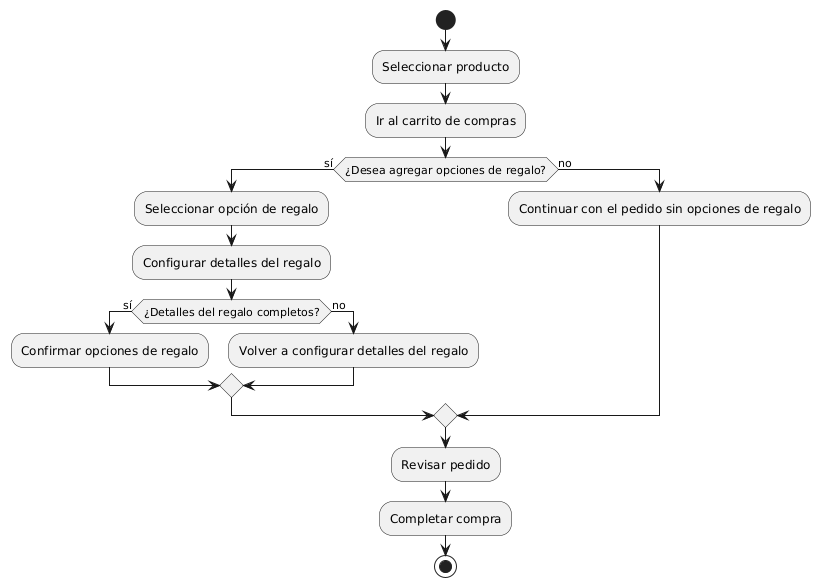 Seleccionar producto
Ir al carrito de compras
sí
¿Desea agregar opciones de regalo?
no
Seleccionar opción de regalo
Continuar con el pedido sin opciones de regalo
Configurar detalles del regalo
sí
¿Detalles del regalo completos?
no
Confirmar opciones de regalo
Volver a configurar detalles del regalo
Revisar pedido
Completar compra